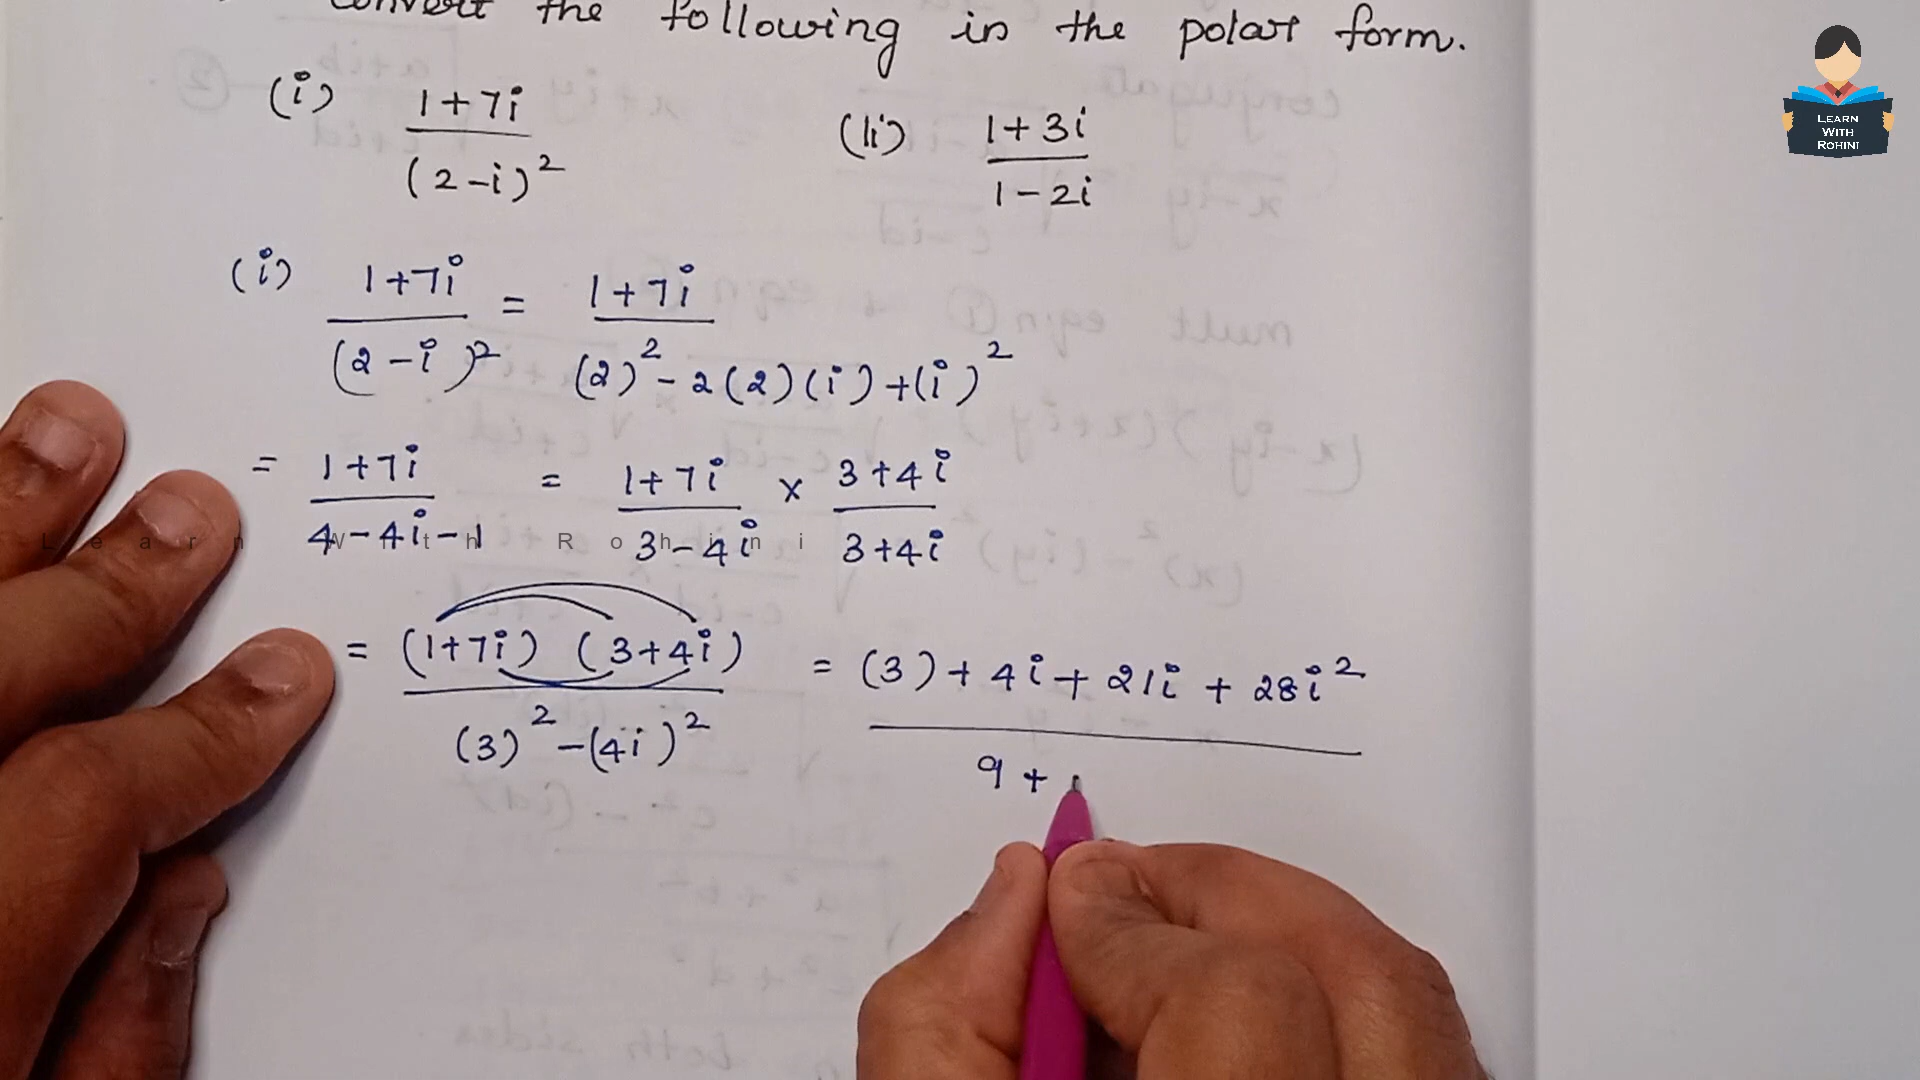 convert the following in the polar form.
(i) 1+7i / (2-i)² (ii) 1+3i / 1-2i
(i) 1+7i / (2-i)² = 1+7i / (2)² - 2(2)(i) + (i)²
= 1+7i / 4-4i-1 = 1+7i / 3-4i × 3+4i / 3+4i
= (1+7i) (3+4i) / (3)² - (4i)² = (3) + 4i + 21i + 28i² / 9 +
Learn With Rohini
LEARN
WITH
ROHINI